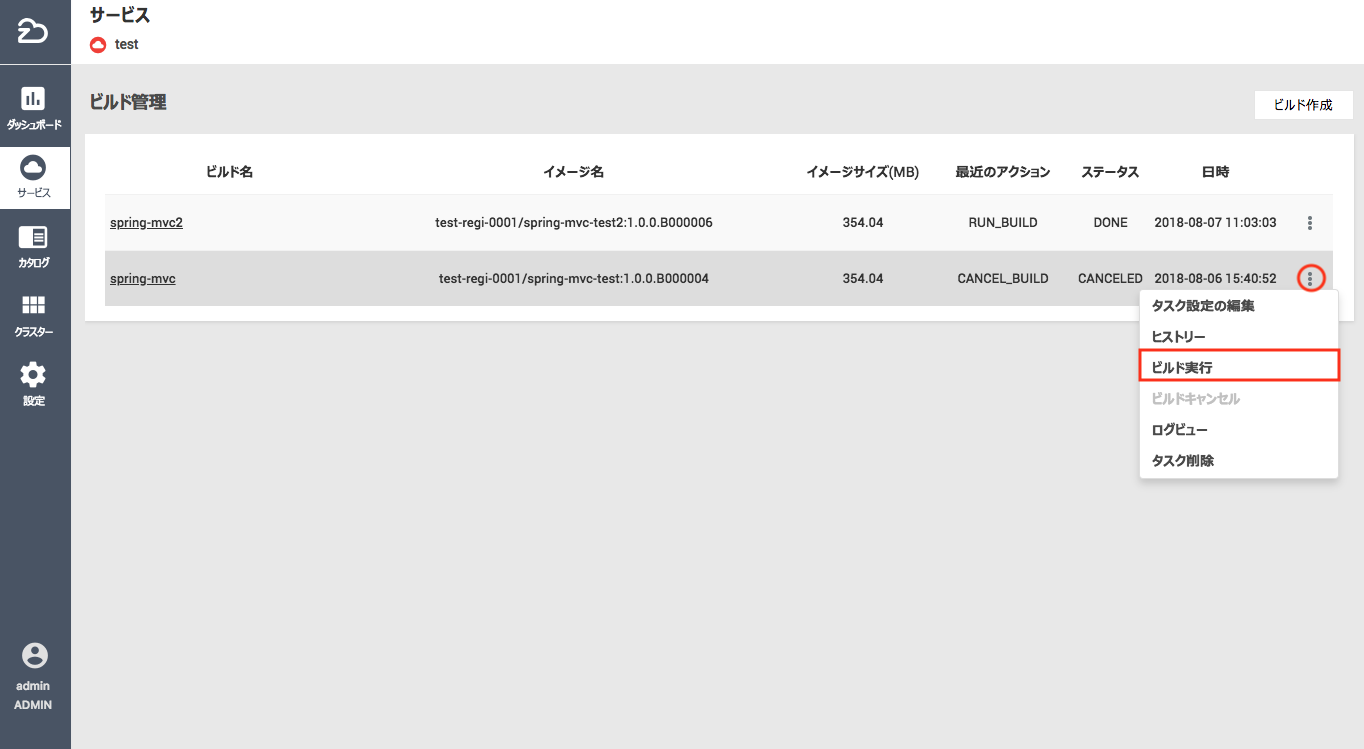 サービス
test
ダッシュボード
サービス
カタログ
クラスター
設定
admin
ADMIN
ビルド管理
ビルド作成
ビルド名 イメージ名 イメージサイズ(MB) 最近のアクション ステータス 日時
spring-mvc2 test-regi-0001/spring-mvc-test2:1.0.0.B000006 354.04 RUN_BUILD DONE 2018-08-07 11:03:03
spring-mvc test-regi-0001/spring-mvc-test:1.0.0.B000004 354.04 CANCEL_BUILD CANCELED 2018-08-06 15:40:52
タスク設定の編集
ヒストリー
ビルド実行
ビルドキャンセル
ログビュー
タスク削除